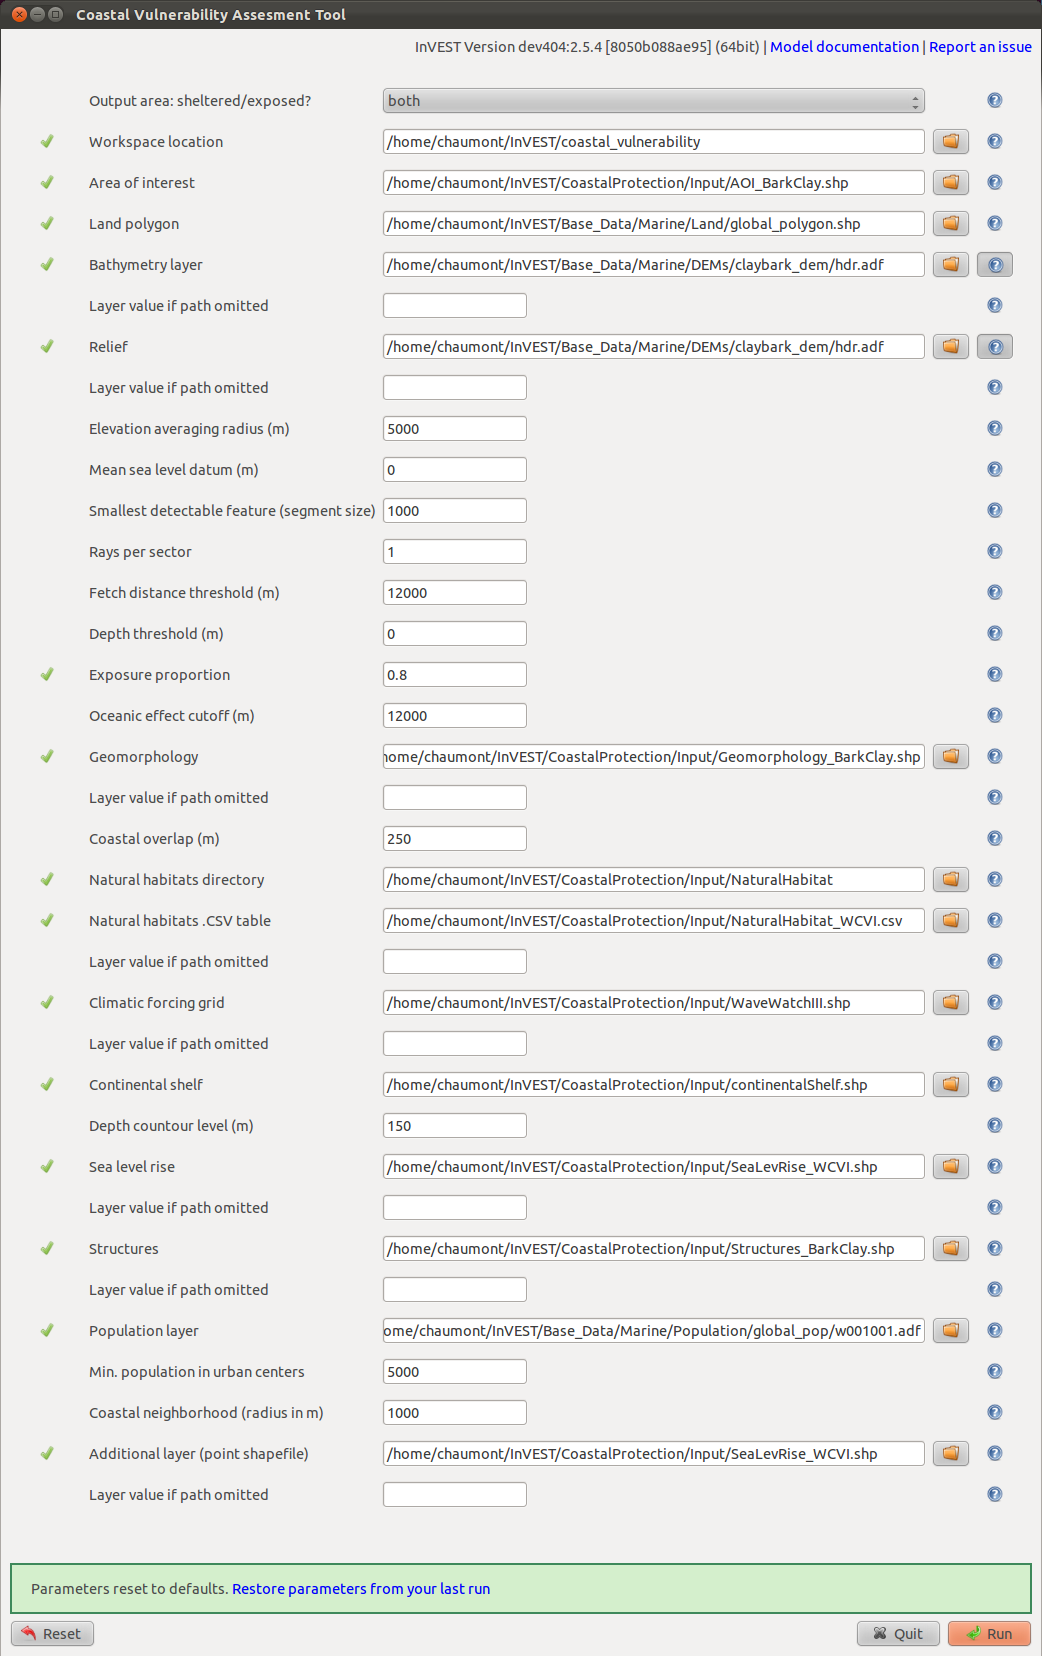 Coastal Vulnerability Assesment Tool
InVEST Version dev404:2.5.4 [8050b088ae95] (64bit) | Model documentation | Report an issue
Output area: sheltered/exposed? both
Workspace location /home/chaumont/InVEST/coastal_vulnerability
Area of interest /home/chaumont/InVEST/CoastalProtection/Input/AOI_BarkClay.shp
Land polygon /home/chaumont/InVEST/Base_Data/Marine/Land/global_polygon.shp
Bathymetry layer /home/chaumont/InVEST/Base_Data/Marine/DEMs/claybark_dem/hdr.adf
Layer value if path omitted
Relief /home/chaumont/InVEST/Base_Data/Marine/DEMs/claybark_dem/hdr.adf
Layer value if path omitted
Elevation averaging radius (m) 5000
Mean sea level datum (m) 0
Smallest detectable feature (segment size) 1000
Rays per sector 1
Fetch distance threshold (m) 12000
Depth threshold (m) 0
Exposure proportion 0.8
Oceanic effect cutoff (m) 12000
Geomorphology home/chaumont/InVEST/CoastalProtection/Input/Geomorphology_BarkClay.shp
Layer value if path omitted
Coastal overlap (m) 250
Natural habitats directory /home/chaumont/InVEST/CoastalProtection/Input/NaturalHabitat
Natural habitats .CSV table /home/chaumont/InVEST/CoastalProtection/Input/NaturalHabitat_WCVI.csv
Layer value if path omitted
Climatic forcing grid /home/chaumont/InVEST/CoastalProtection/Input/WaveWatchIII.shp
Layer value if path omitted
Continental shelf /home/chaumont/InVEST/CoastalProtection/Input/continentalShelf.shp
Depth countour level (m) 150
Sea level rise /home/chaumont/InVEST/CoastalProtection/Input/SeaLevRise_WCVI.shp
Layer value if path omitted
Structures /home/chaumont/InVEST/CoastalProtection/Input/Structures_BarkClay.shp
Layer value if path omitted
Population layer ome/chaumont/InVEST/Base_Data/Marine/Population/global_pop/w001001.adf
Min. population in urban centers 5000
Coastal neighborhood (radius in m) 1000
Additional layer (point shapefile) /home/chaumont/InVEST/CoastalProtection/Input/SeaLevRise_WCVI.shp
Layer value if path omitted
Parameters reset to defaults. Restore parameters from your last run
Reset Quit Run